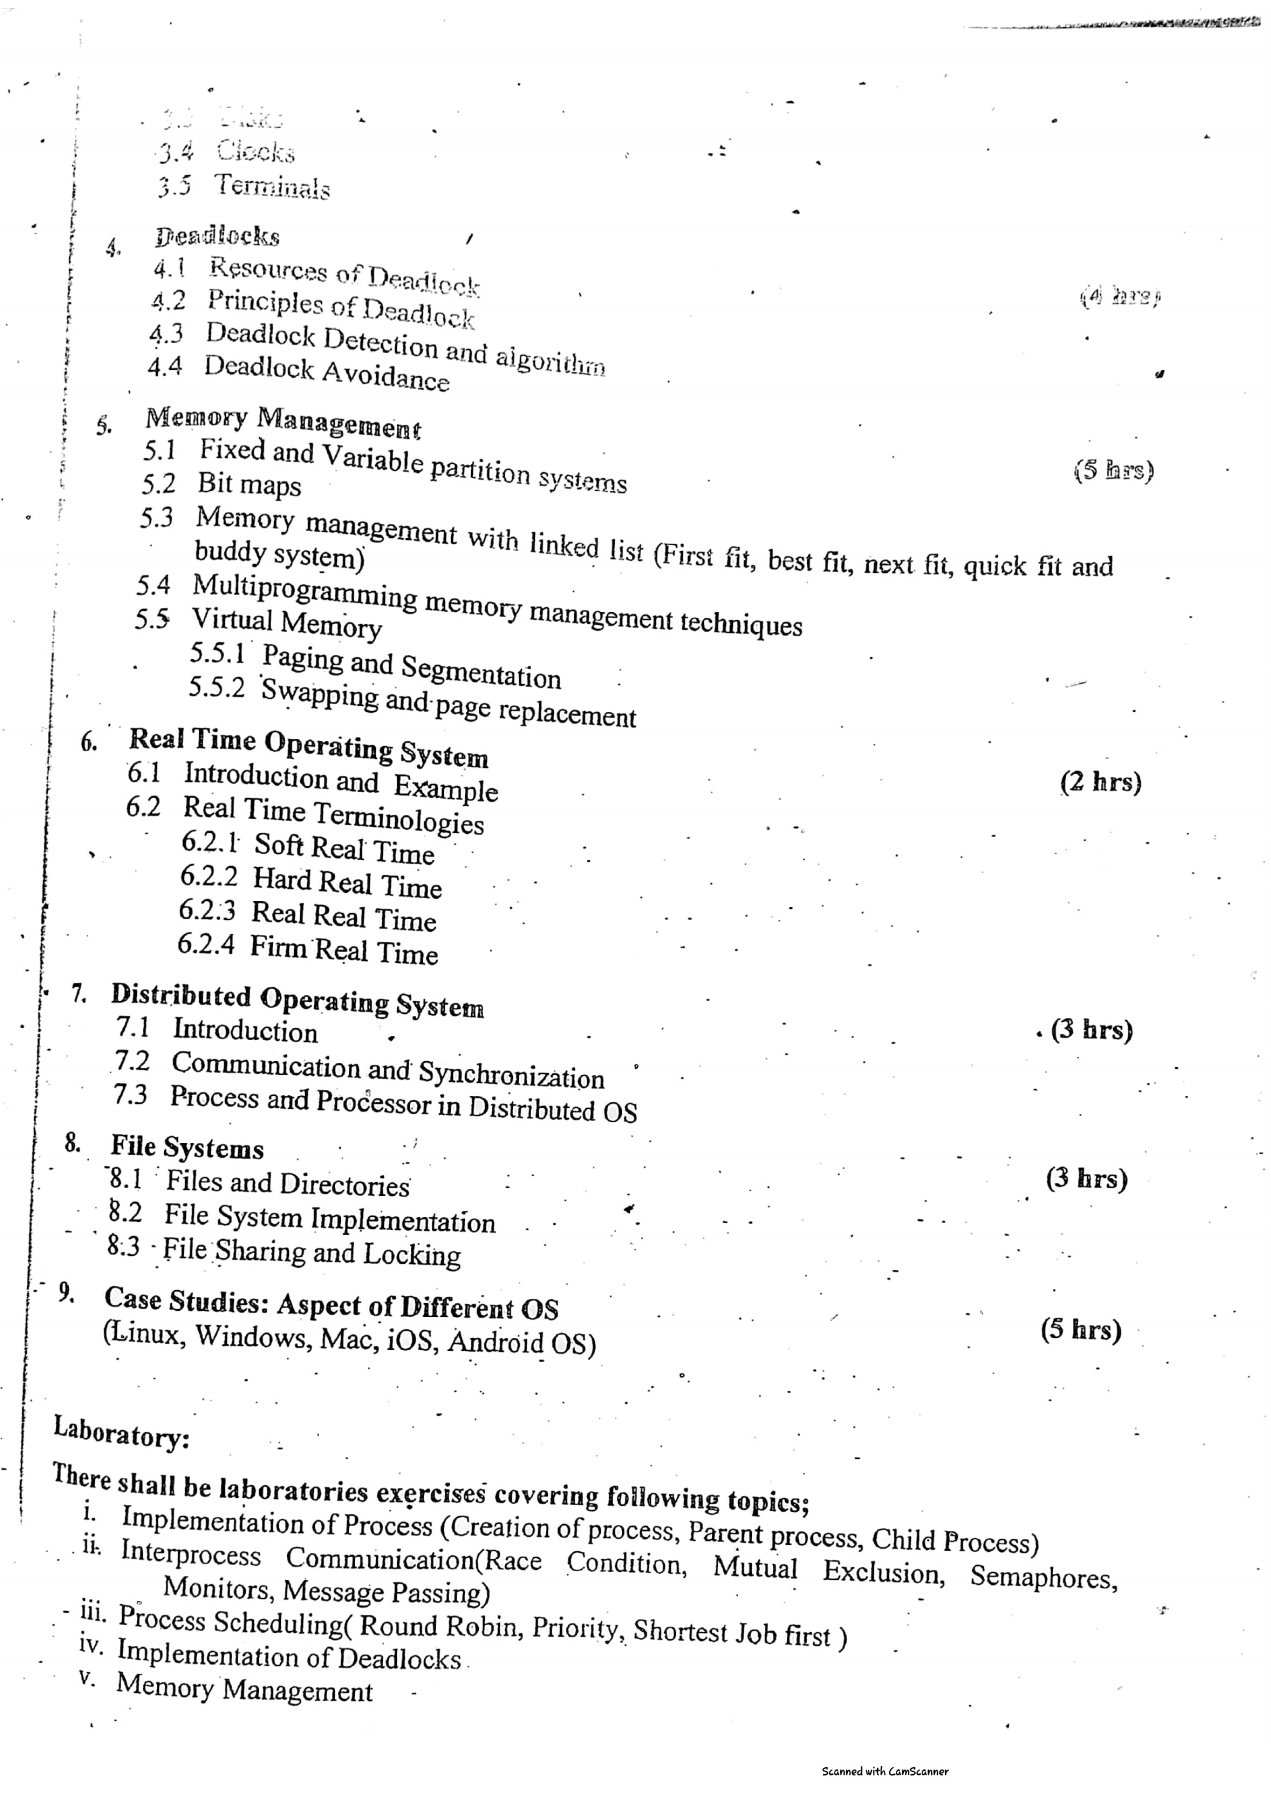 3.3 Disks
3.4 Clocks
3.5 Terminals
4. Deadlocks
4.1 Resources of Deadlock
(4 hrs)
4.2 Principles of Deadlock
4.3 Deadlock Detection and algorithm
4.4 Deadlock Avoidance
5. Memory Management
5.1 Fixed and Variable partition systems
(5 hrs)
5.2 Bit maps
5.3 Memory management with linked list (First fit, best fit, next fit, quick fit and
buddy system)
5.4 Multiprogramming memory management techniques
5.5 Virtual Memory
5.5.1 Paging and Segmentation
5.5.2 Swapping and page replacement
6. Real Time Operating System
6.1 Introduction and Example
(2 hrs)
6.2 Real Time Terminologies
6.2.1 Soft Real Time
6.2.2 Hard Real Time
6.2.3 Real Real Time
6.2.4 Firm Real Time
7. Distributed Operating System
7.1 Introduction
(3 hrs)
7.2 Communication and Synchronization
7.3 Process and Processor in Distributed OS
8. File Systems
8.1 Files and Directories
(3 hrs)
8.2 File System Implementation
8.3 File Sharing and Locking
9. Case Studies: Aspect of Different OS
(Linux, Windows, Mac, iOS, Android OS)
(5 hrs)
Laboratory:
There shall be laboratories exercises covering following topics;
i. Implementation of Process (Creation of process, Parent process, Child Process)
ii. Interprocess Communication(Race Condition, Mutual Exclusion, Semaphores,
Monitors, Message Passing)
iii. Process Scheduling( Round Robin, Priority, Shortest Job first )
iv. Implementation of Deadlocks
v. Memory Management
Scanned with CamScanner